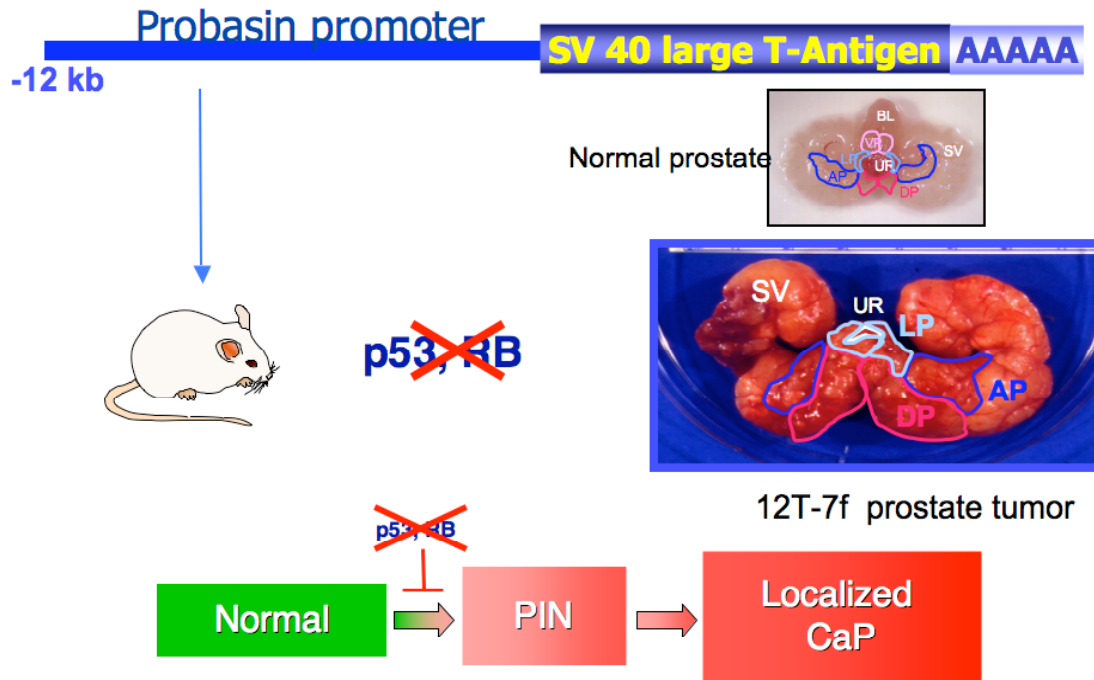 Probasin promoter
SV 40 large T-Antigen AAAAA
-12 kb
Normal prostate
BL
VP
SV
LP
UR
AP
DP
p53, RB
SV
UR
LP
AP
DP
12T-7f prostate tumor
p53, RB
Normal
PIN
Localized
CaP